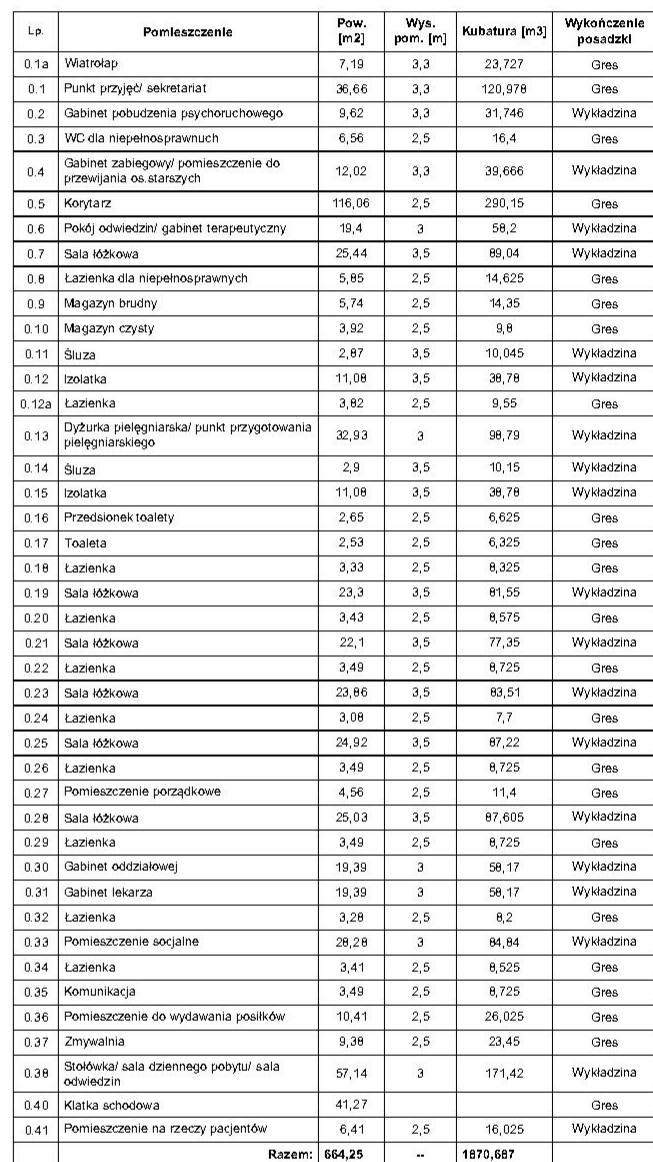 Lp. Pomieszczenie Pow. [m2] Wys. pom. [m] Kubatura [m3] Wykończenie posadzki
0.1a Wiatrołap 7,19 3,3 23,727 Gres
0.1 Punkt przyjęć/ sekretariat 36,66 3,3 120,978 Gres
0.2 Gabinet pobudzenia psychoruchowego 9,62 3,3 31,746 Wykładzina
0.3 WC dla niepełnosprawnuch 6,56 2,5 16,4 Gres
0.4 Gabinet zabiegowy/ pomieszczenie do przewijania os.starszych 12,02 3,3 39,666 Wykładzina
0.5 Korytarz 116,06 2,5 290,15 Gres
0.6 Pokój odwiedzin/ gabinet terapeutyczny 19,4 3 58,2 Wykładzina
0.7 Sala łóżkowa 25,44 3,5 89,04 Wykładzina
0.8 Łazienka dla niepełnosprawnych 5,85 2,5 14,625 Gres
0.9 Magazyn brudny 5,74 2,5 14,35 Gres
0.10 Magazyn czysty 3,92 2,5 9,8 Gres
0.11 Śluza 2,87 3,5 10,045 Wykładzina
0.12 Izolatka 11,08 3,5 38,78 Wykładzina
0.12a Łazienka 3,82 2,5 9,55 Gres
0.13 Dyżurka pielęgniarska/ punkt przygotowania pielęgniarskiego 32,93 3 98,79 Wykładzina
0.14 Śluza 2,9 3,5 10,15 Wykładzina
0.15 Izolatka 11,08 3,5 38,78 Wykładzina
0.16 Przedsionek toalety 2,65 2,5 6,625 Gres
0.17 Toaleta 2,53 2,5 6,325 Gres
0.18 Łazienka 3,33 2,5 8,325 Gres
0.19 Sala łóżkowa 23,3 3,5 81,55 Wykładzina
0.20 Łazienka 3,43 2,5 8,575 Gres
0.21 Sala łóżkowa 22,1 3,5 77,35 Wykładzina
0.22 Łazienka 3,49 2,5 8,725 Gres
0.23 Sala łóżkowa 23,86 3,5 83,51 Wykładzina
0.24 Łazienka 3,08 2,5 7,7 Gres
0.25 Sala łóżkowa 24,92 3,5 87,22 Wykładzina
0.26 Łazienka 3,49 2,5 8,725 Gres
0.27 Pomieszczenie porządkowe 4,56 2,5 11,4 Gres
0.28 Sala łóżkowa 25,03 3,5 87,605 Wykładzina
0.29 Łazienka 3,49 2,5 8,725 Gres
0.30 Gabinet oddziałowej 19,39 3 58,17 Wykładzina
0.31 Gabinet lekarza 19,39 3 58,17 Wykładzina
0.32 Łazienka 3,28 2,5 8,2 Gres
0.33 Pomieszczenie socjalne 28,28 3 84,84 Wykładzina
0.34 Łazienka 3,41 2,5 8,525 Gres
0.35 Komunikacja 3,49 2,5 8,725 Gres
0.36 Pomieszczenie do wydawania posiłków 10,41 2,5 26,025 Gres
0.37 Zmywalnia 9,38 2,5 23,45 Gres
0.38 Stołówka/ sala dziennego pobytu/ sala odwiedzin 57,14 3 171,42 Wykładzina
0.40 Klatka schodowa 41,27 Gres
0.41 Pomieszczenie na rzeczy pacjentów 6,41 2,5 16,025 Wykładzina
Razem: 664,25 -- 1870,687